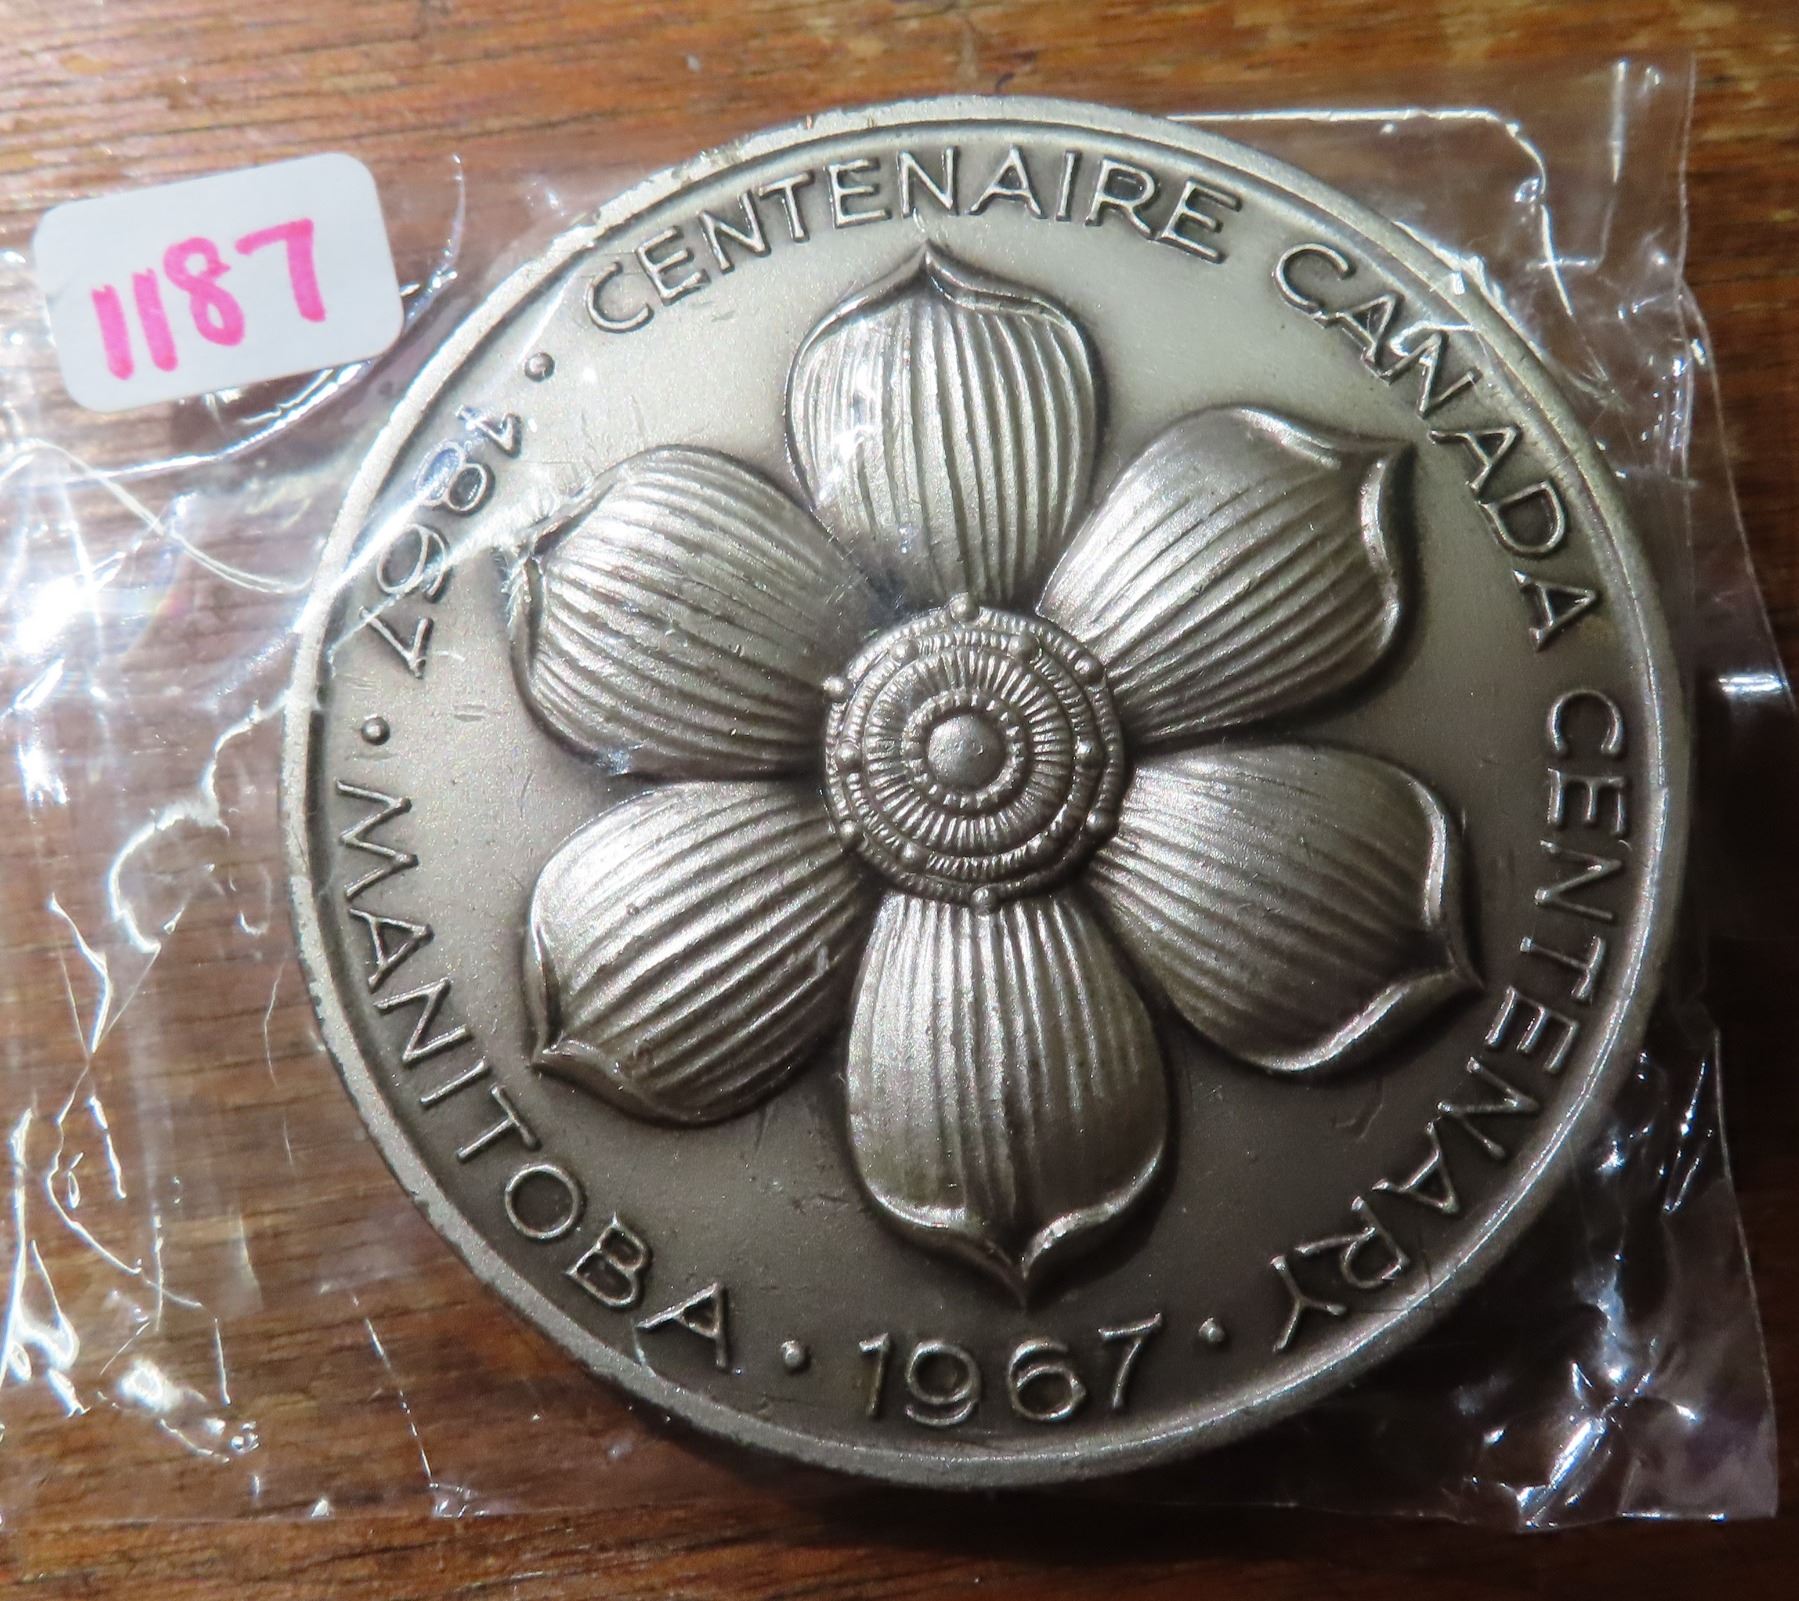 1187
CENTENAIRE CANADA CENTENARY
· 1967 ·
MANITOBA
· 1867 ·